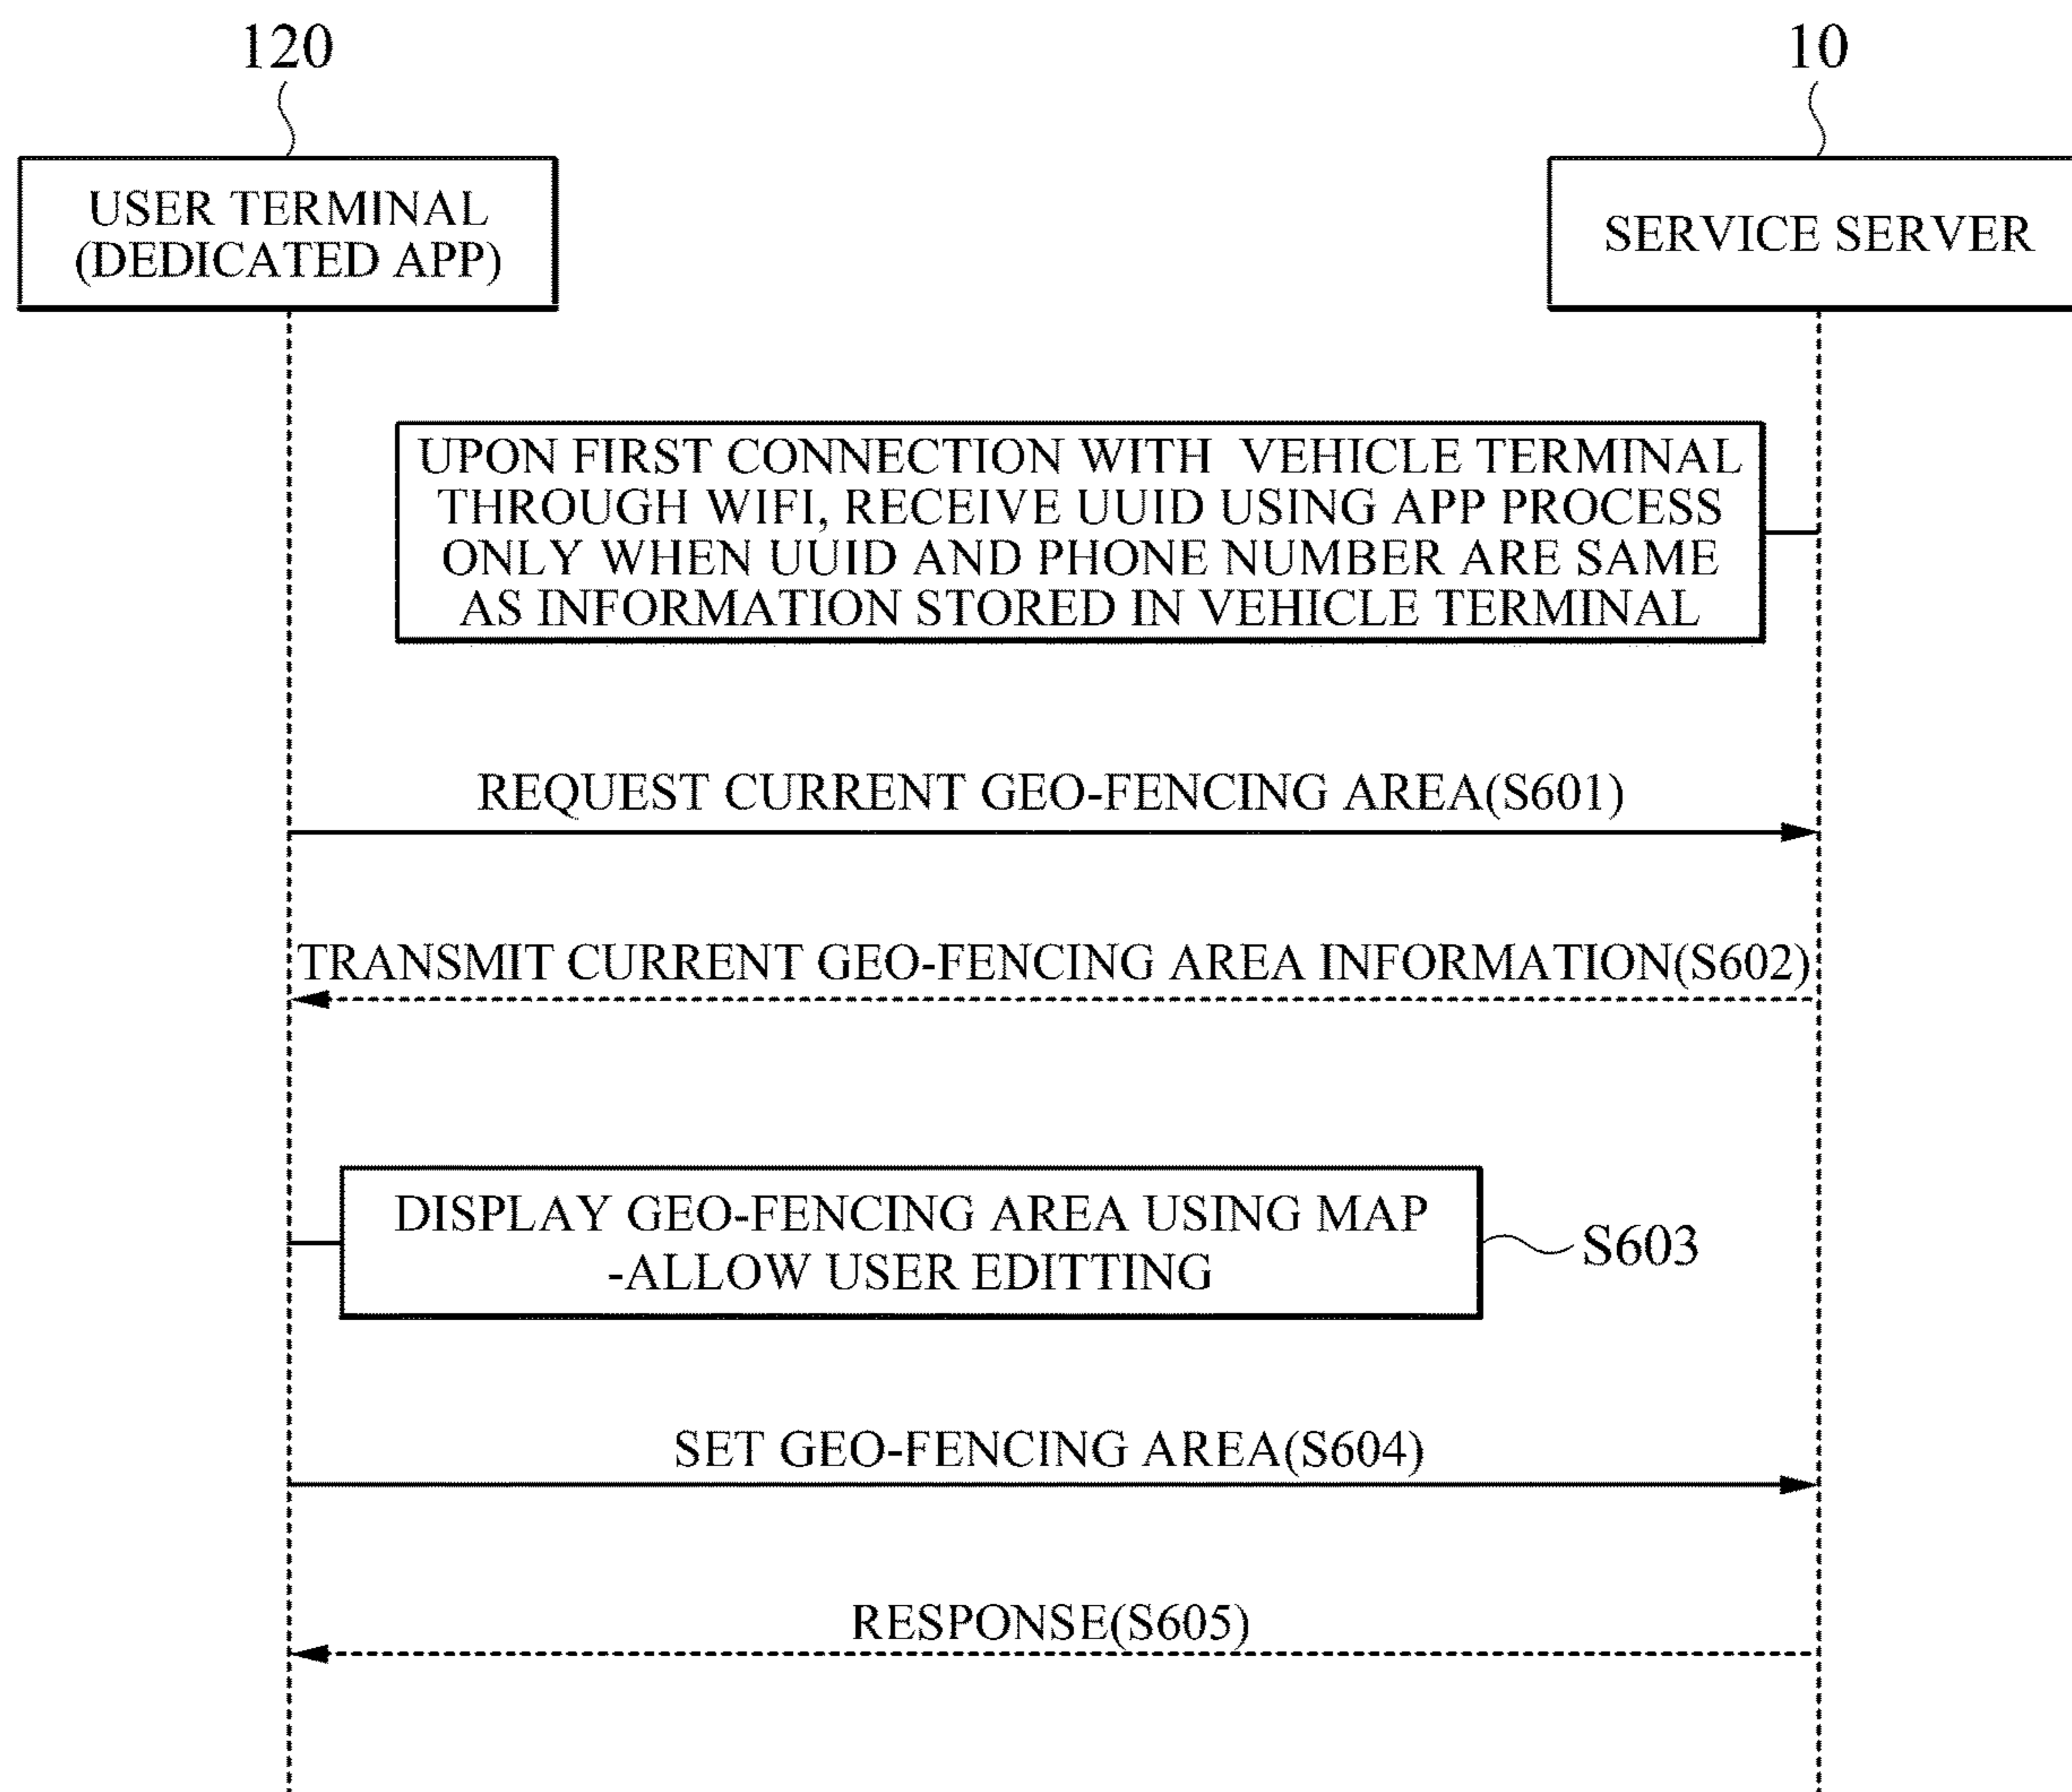 120
10
USER TERMINAL
(DEDICATED APP)
SERVICE SERVER
UPON FIRST CONNECTION WITH VEHICLE TERMINAL
THROUGH WIFI, RECEIVE UUID USING APP PROCESS
ONLY WHEN UUID AND PHONE NUMBER ARE SAME
AS INFORMATION STORED IN VEHICLE TERMINAL
REQUEST CURRENT GEO-FENCING AREA(S601)
TRANSMIT CURRENT GEO-FENCING AREA INFORMATION(S602)
DISPLAY GEO-FENCING AREA USING MAP
-ALLOW USER EDITTING
S603
SET GEO-FENCING AREA(S604)
RESPONSE(S605)